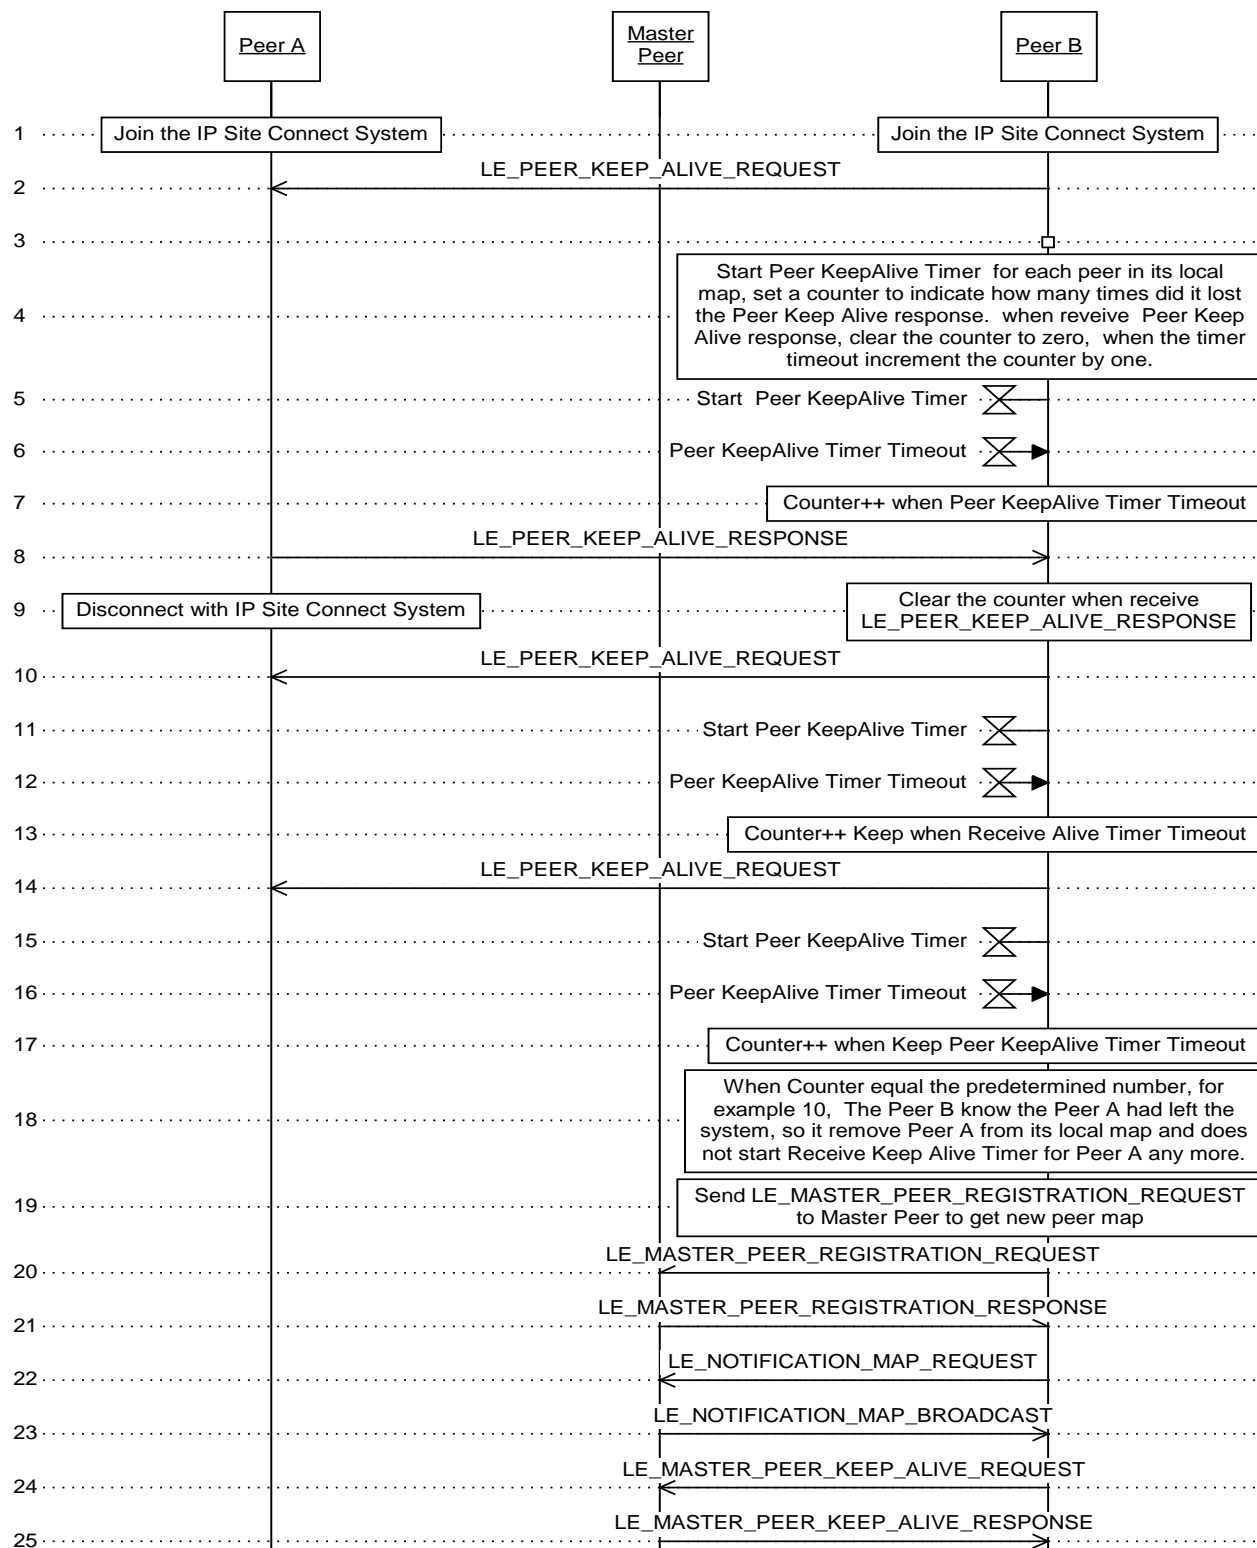 Peer A
Master
Peer
Peer B
1
Join the IP Site Connect System
Join the IP Site Connect System
LE_PEER_KEEP_ALIVE_REQUEST
2
3
Start Peer KeepAlive Timer for each peer in its local
map, set a counter to indicate how many times did it lost
the Peer Keep Alive response. when reveive Peer Keep
Alive response, clear the counter to zero, when the timer
timeout increment the counter by one.
4
5
Start Peer KeepAlive Timer
6
Peer KeepAlive Timer Timeout
7
Counter++ when Peer KeepAlive Timer Timeout
LE_PEER_KEEP_ALIVE_RESPONSE
8
9
Disconnect with IP Site Connect System
Clear the counter when receive
LE_PEER_KEEP_ALIVE_RESPONSE
LE_PEER_KEEP_ALIVE_REQUEST
10
11
Start Peer KeepAlive Timer
12
Peer KeepAlive Timer Timeout
13
Counter++ Keep when Receive Alive Timer Timeout
LE_PEER_KEEP_ALIVE_REQUEST
14
15
Start Peer KeepAlive Timer
16
Peer KeepAlive Timer Timeout
17
Counter++ when Keep Peer KeepAlive Timer Timeout
18
When Counter equal the predetermined number, for
example 10, The Peer B know the Peer A had left the
system, so it remove Peer A from its local map and does
not start Receive Keep Alive Timer for Peer A any more.
19
Send LE_MASTER_PEER_REGISTRATION_REQUEST
to Master Peer to get new peer map
LE_MASTER_PEER_REGISTRATION_REQUEST
20
LE_MASTER_PEER_REGISTRATION_RESPONSE
21
LE_NOTIFICATION_MAP_REQUEST
22
LE_NOTIFICATION_MAP_BROADCAST
23
LE_MASTER_PEER_KEEP_ALIVE_REQUEST
24
LE_MASTER_PEER_KEEP_ALIVE_RESPONSE
25